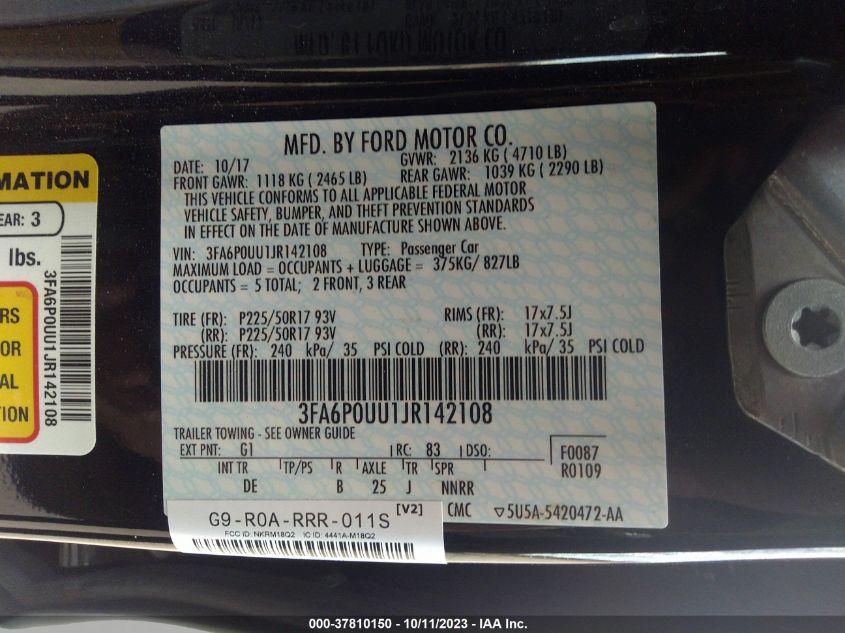 MFD. BY FORD MOTOR CO.
DATE: 10/17 GVWR: 2136 KG ( 4710 LB)
FRONT GAWR: 1118 KG ( 2465 LB) REAR GAWR: 1039 KG ( 2290 LB)
THIS VEHICLE CONFORMS TO ALL APPLICABLE FEDERAL MOTOR
VEHICLE SAFETY, BUMPER, AND THEFT PREVENTION STANDARDS
IN EFFECT ON THE DATE OF MANUFACTURE SHOWN ABOVE.
VIN: 3FA6P0UU1JR142108 TYPE: Passenger Car
MAXIMUM LOAD = OCCUPANTS + LUGGAGE = 375KG/ 827LB
OCCUPANTS = 5 TOTAL; 2 FRONT, 3 REAR
TIRE (FR): P225/50R17 93V RIMS (FR): 17x7.5J
(RR): P225/50R17 93V (RR): 17x7.5J
PRESSURE (FR): 240 kPa/ 35 PSI COLD (RR): 240 kPa/ 35 PSI COLD
3FA6P0UU1JR142108
TRAILER TOWING - SEE OWNER GUIDE
EXT PNT: G1 RC: 83 DSO: F0087
INT TR TP/PS R AXLE TR SPR R0109
DE B 25 J NNRR
CMC ▽5U5A-5420472-AA
G9-R0A-RRR-011S [V2]
FCC ID: NKRM18Q2 IC ID: 4441A-M18Q2
MATION
EAR: 3
lbs.
RS
OR
AL
TION
3FA6P0UU1JR142108
000-37810150 - 10/11/2023 - IAA Inc.